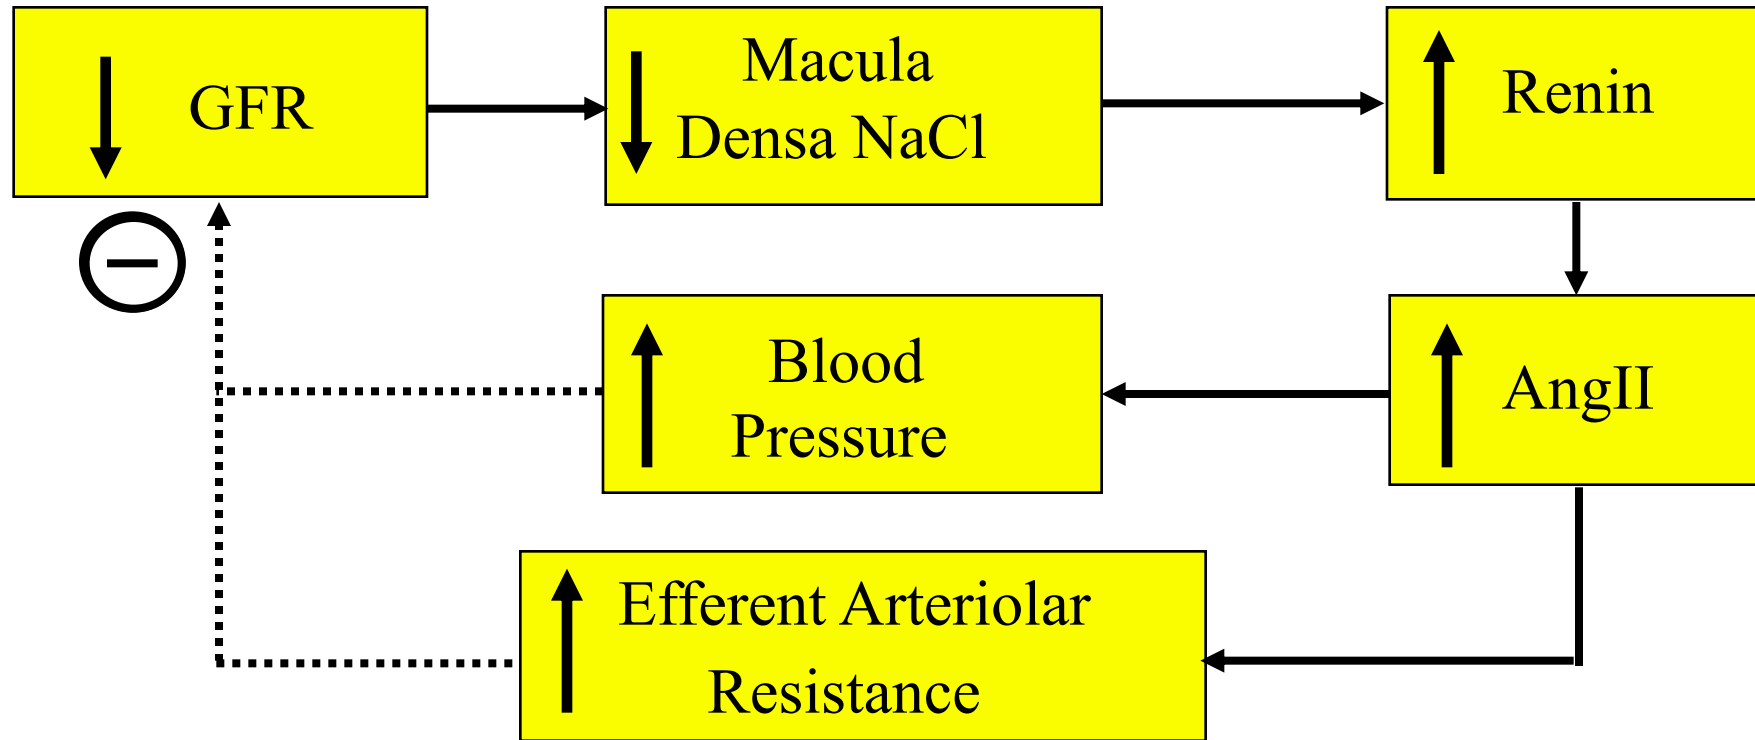 GFR
Macula
Densa NaCl
Renin
Blood
Pressure
AngII
Efferent Arteriolar
Resistance